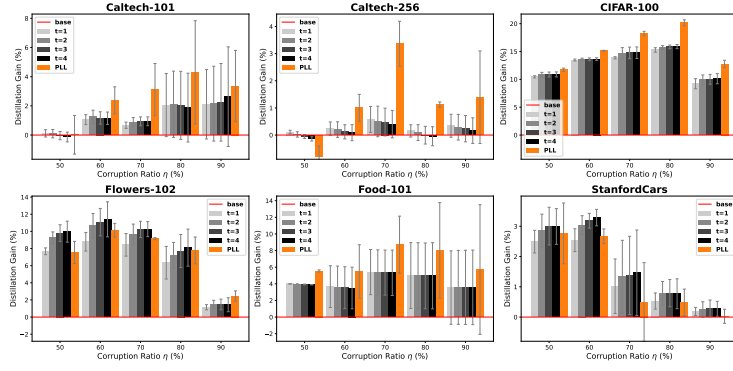 Caltech-101
Distillation Gain (%)
8
6
4
2
0
base
t=1
t=2
t=3
t=4
PLL
50 60 70 80 90
Corruption Ratio η (%)
Caltech-256
Distillation Gain (%)
4
3
2
1
0
base
t=1
t=2
t=3
t=4
PLL
50 60 70 80 90
Corruption Ratio η (%)
CIFAR-100
Distillation Gain (%)
20
15
10
5
0
base
t=1
t=2
t=3
t=4
PLL
50 60 70 80 90
Corruption Ratio η (%)
Flowers-102
Distillation Gain (%)
14
12
10
8
6
4
2
0
−2
base
t=1
t=2
t=3
t=4
PLL
50 60 70 80 90
Corruption Ratio η (%)
Food-101
Distillation Gain (%)
14
12
10
8
6
4
2
0
−2
base
t=1
t=2
t=3
t=4
PLL
50 60 70 80 90
Corruption Ratio η (%)
StanfordCars
Distillation Gain (%)
4
3
2
1
0
base
t=1
t=2
t=3
t=4
PLL
50 60 70 80 90
Corruption Ratio η (%)